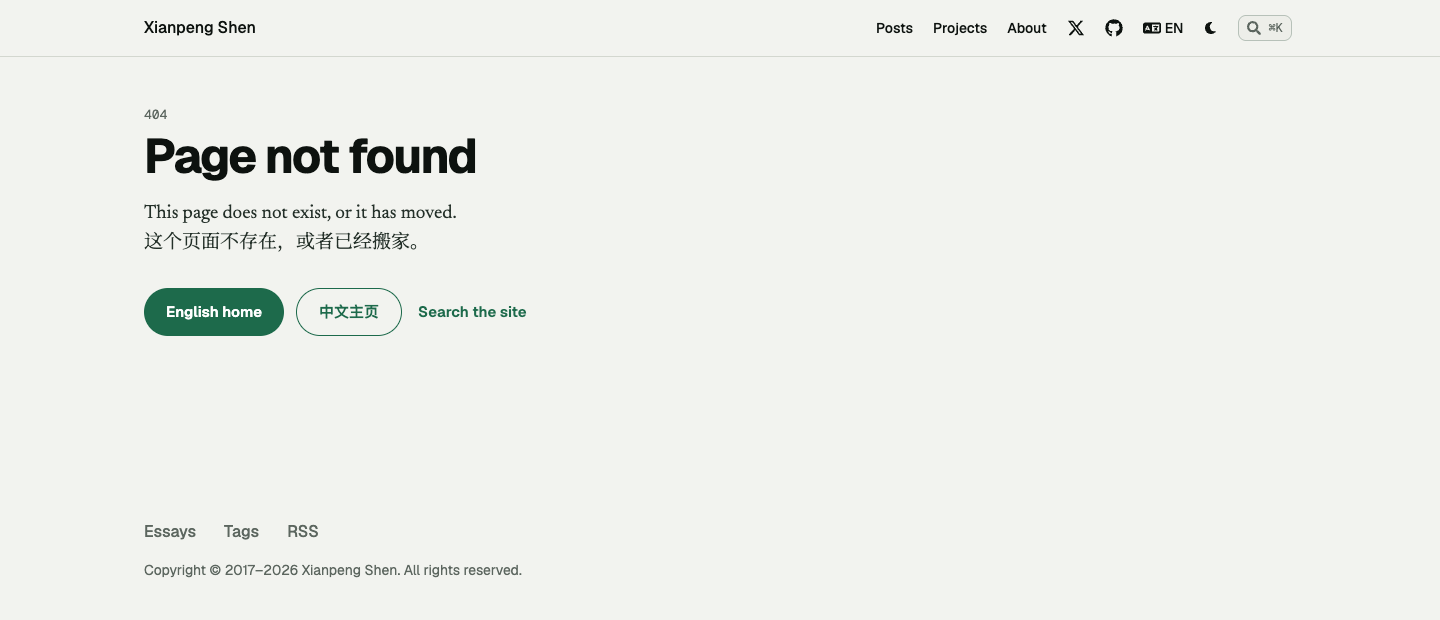 Xianpeng Shen
Posts Projects About EN ⌘K
404
Page not found
This page does not exist, or it has moved.
这个页面不存在，或者已经搬家。
English home 中文主页 Search the site
Essays Tags RSS
Copyright © 2017–2026 Xianpeng Shen. All rights reserved.